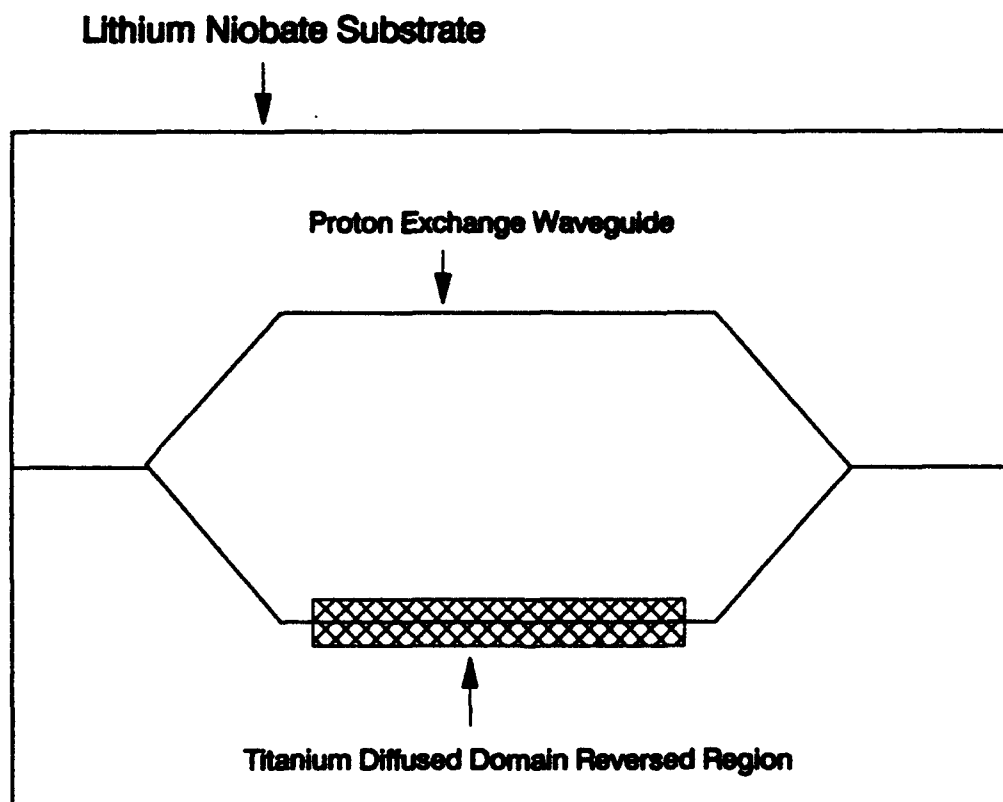 Lithium Niobate Substrate
Proton Exchange Waveguide
Titanium Diffused Domain Reversed Region